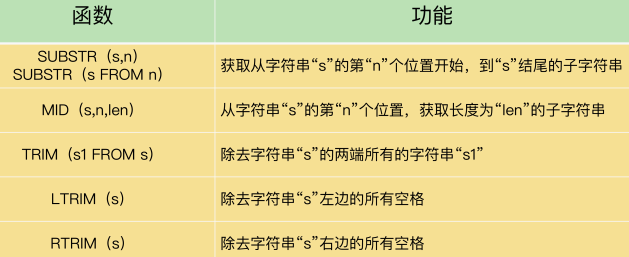 函数 功能
SUBSTR（s,n） 获取从字符串“s”的第“n”个位置开始，到“s”结尾的子字符串
SUBSTR（s FROM n）
MID（s,n,len） 从字符串“s”的第“n”个位置，获取长度为“len”的子字符串
TRIM（s1 FROM s） 除去字符串“s”的两端所有的字符串“s1”
LTRIM（s） 除去字符串“s”左边的所有空格
RTRIM（s） 除去字符串“s”右边的所有空格